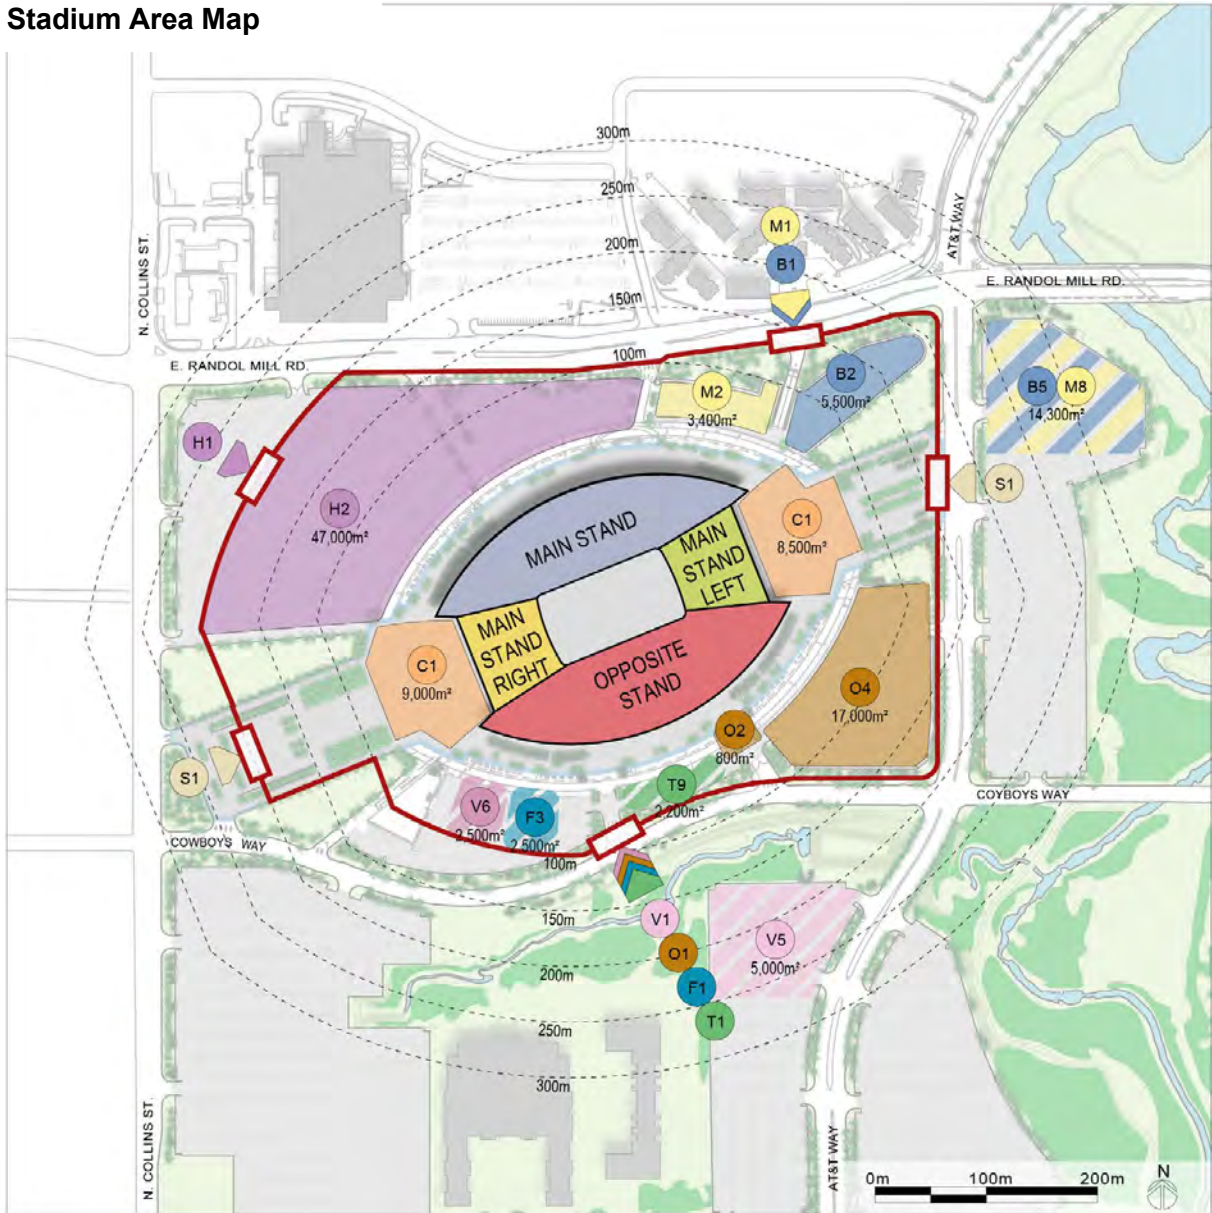 Stadium Area Map
300m
250m
200m
150m
100m
M1
B1
N. COLLINS ST.
AT&T WAY
E. RANDOL MILL RD.
E. RANDOL MILL RD.
B2
5,500m²
M2
3,400m²
B5
M8
14,300m²
H1
S1
H2
47,000m²
C1
8,500m²
MAIN STAND
MAIN
STAND
LEFT
MAIN
STAND
RIGHT
OPPOSITE
STAND
C1
9,000m²
O4
17,000m²
O2
800m²
S1
T9
2,200m²
V6
2,500m²
F3
2,500m²
COYBOYS WAY
COWBOYS WAY
100m
150m
200m
250m
300m
V1
O1
F1
T1
V5
5,000m²
N. COLLINS ST.
AT&T WAY
0m
100m
200m
N